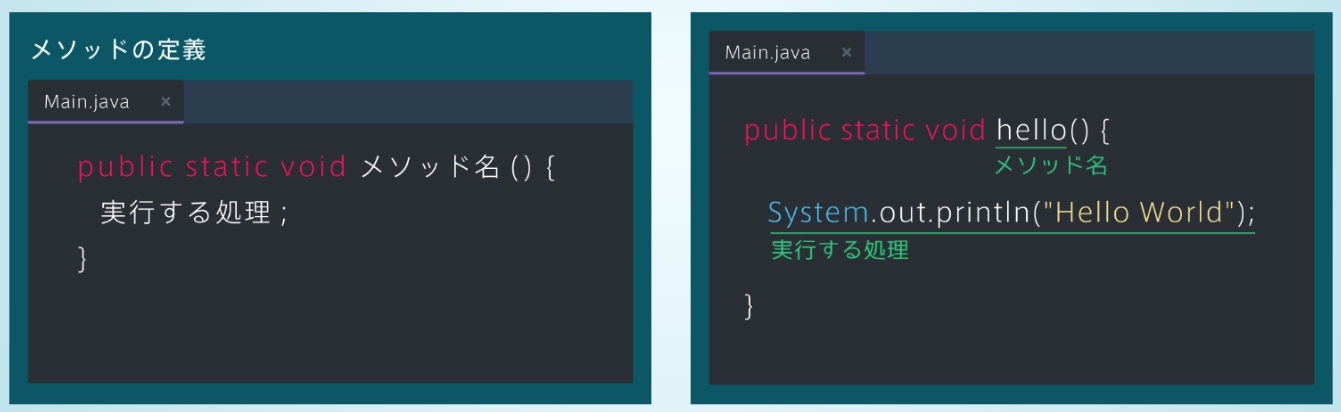 メソッドの定義
Main.java ×
public static void メソッド名 () {
実行する処理 ;
}
Main.java ×
public static void hello() {
メソッド名
System.out.println("Hello World");
実行する処理
}